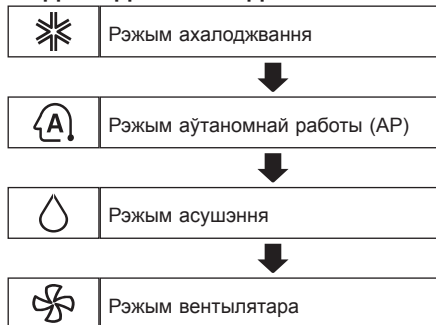 Рэжым ахалоджвання
A
Рэжым аўтаномнай работы (АР)
Рэжым асушэння
Рэжым вентылятара